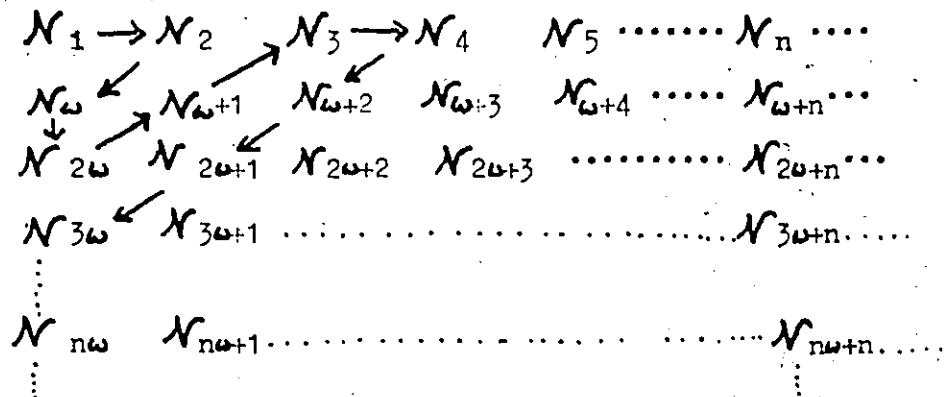 𝒩1 → 𝒩2 𝒩3 → 𝒩4 𝒩5 ....... 𝒩n ....
𝒩ω 𝒩ω+1 𝒩ω+2 𝒩ω+3 𝒩ω+4 ..... 𝒩ω+n ...
𝒩2ω 𝒩2ω+1 𝒩2ω+2 𝒩2ω+3 .......... 𝒩2ω+n ...
𝒩3ω 𝒩3ω+1 ........................ 𝒩3ω+n ......
𝒩nω 𝒩nω+1 ........................ 𝒩nω+n .....